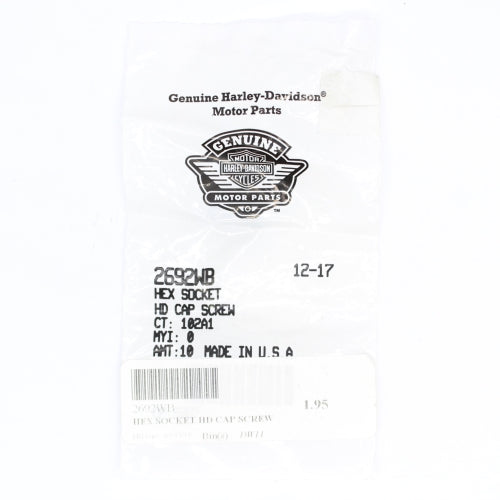 Genuine Harley-Davidson®
Motor Parts
GENUINE
MOTOR
HARLEY-DAVIDSON
CYCLES
MOTOR PARTS
™
2692WB 12-17
HEX SOCKET
HD CAP SCREW
CT: 102A1
MYI: 0
AMT:10 MADE IN U.S.A
2692WB 1.95
HEX SOCKET HD CAP SCREW